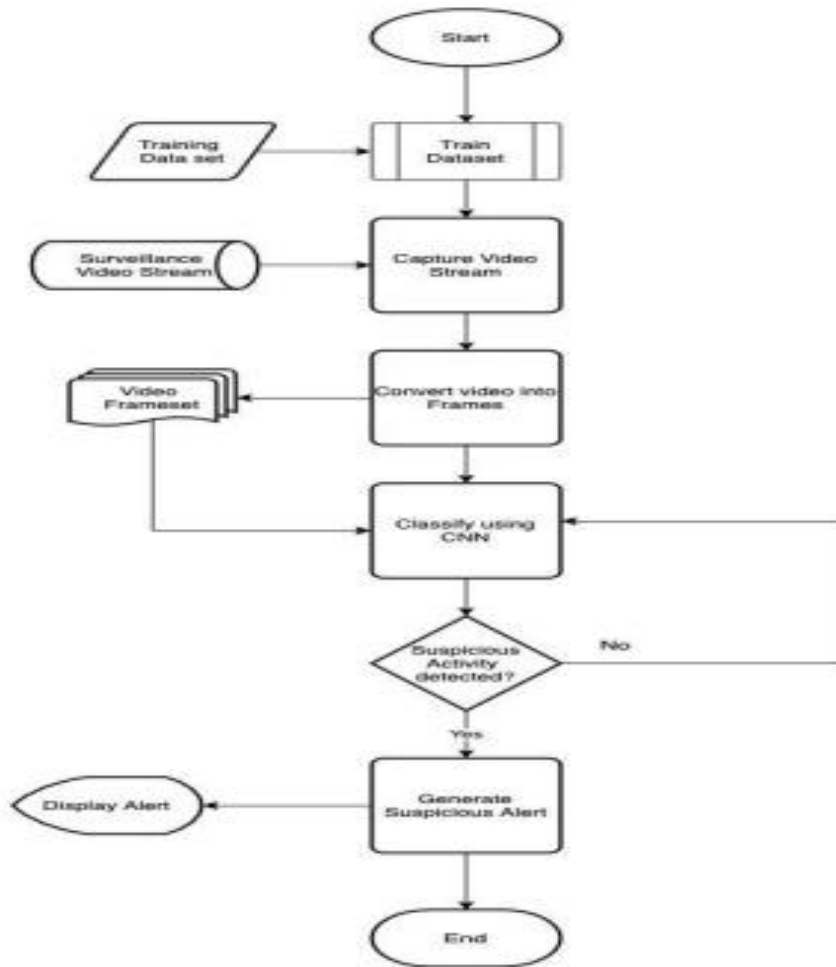 Start
Training
Data set
Train
Dataset
Surveillance
Video Stream
Capture Video
Stream
Video
Frameset
Convert video into
Frames
Classify using
CNN
Suspicious
Activity
detected?
No
Yes
Display Alert
Generate
Suspicious Alert
End